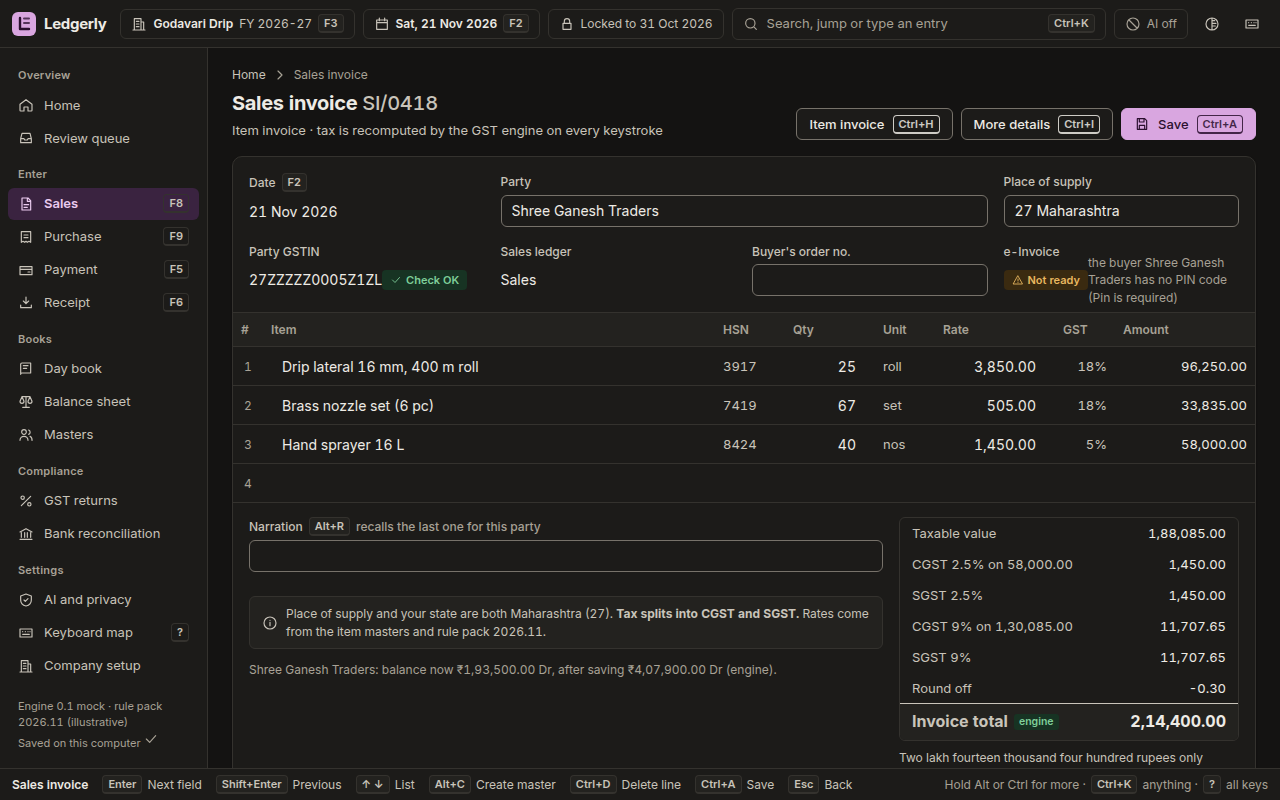 Ledgerly
Godavari Drip FY 2026-27 F3
Sat, 21 Nov 2026 F2
Locked to 31 Oct 2026
Search, jump or type an entry Ctrl+K
AI off
Overview
Home
Review queue
Enter
Sales F8
Purchase F9
Payment F5
Receipt F6
Books
Day book
Balance sheet
Masters
Compliance
GST returns
Bank reconciliation
Settings
AI and privacy
Keyboard map ?
Company setup
Engine 0.1 mock · rule pack
2026.11 (illustrative)
Saved on this computer
Home > Sales invoice
Sales invoice SI/0418
Item invoice · tax is recomputed by the GST engine on every keystroke
Item invoice Ctrl+H
More details Ctrl+I
Save Ctrl+A
Date F2
21 Nov 2026
Party
Shree Ganesh Traders
Place of supply
27 Maharashtra
Party GSTIN
27ZZZZZ0005Z1ZL Check OK
Sales ledger
Sales
Buyer's order no.
e-Invoice
Not ready
the buyer Shree Ganesh
Traders has no PIN code
(Pin is required)
# Item HSN Qty Unit Rate GST Amount
1 Drip lateral 16 mm, 400 m roll 3917 25 roll 3,850.00 18% 96,250.00
2 Brass nozzle set (6 pc) 7419 67 set 505.00 18% 33,835.00
3 Hand sprayer 16 L 8424 40 nos 1,450.00 5% 58,000.00
4
Narration Alt+R recalls the last one for this party
Place of supply and your state are both Maharashtra (27). Tax splits into CGST and SGST. Rates come
from the item masters and rule pack 2026.11.
Shree Ganesh Traders: balance now ₹1,93,500.00 Dr, after saving ₹4,07,900.00 Dr (engine).
Taxable value 1,88,085.00
CGST 2.5% on 58,000.00 1,450.00
SGST 2.5% 1,450.00
CGST 9% on 1,30,085.00 11,707.65
SGST 9% 11,707.65
Round off -0.30
Invoice total engine 2,14,400.00
Two lakh fourteen thousand four hundred rupees only
Sales invoice Enter Next field Shift+Enter Previous ↑↓ List Alt+C Create master Ctrl+D Delete line Ctrl+A Save Esc Back Hold Alt or Ctrl for more · Ctrl+K anything · ? all keys